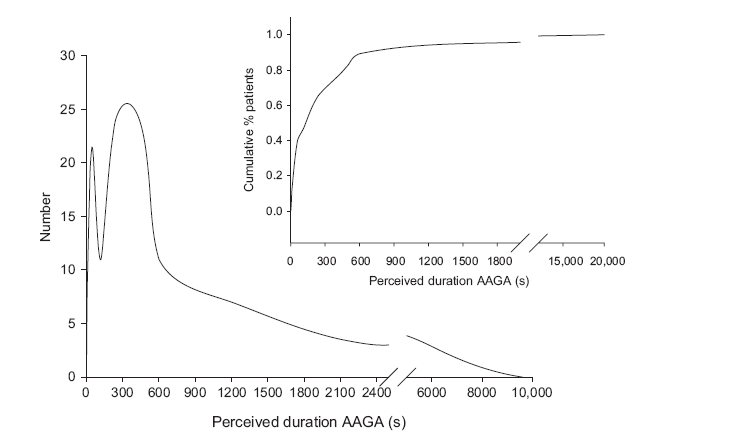 1.0
0.8
0.6
0.4
0.2
0.0
Cumulative % patients
0 300 600 900 1200 1500 1800 15,000 20,000
Perceived duration AAGA (s)
30
25
20
15
10
5
0
Number
0 300 600 900 1200 1500 1800 2100 2400 6000 8000 10,000
Perceived duration AAGA (s)